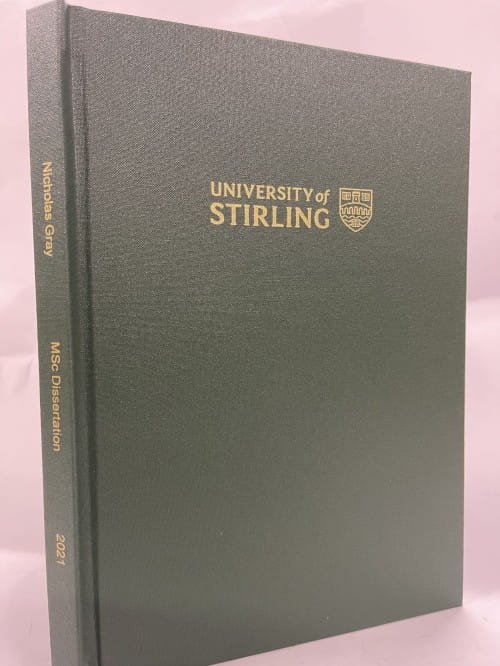 UNIVERSITY of
STIRLING
Nicholas Gray
MSc Dissertation
2021